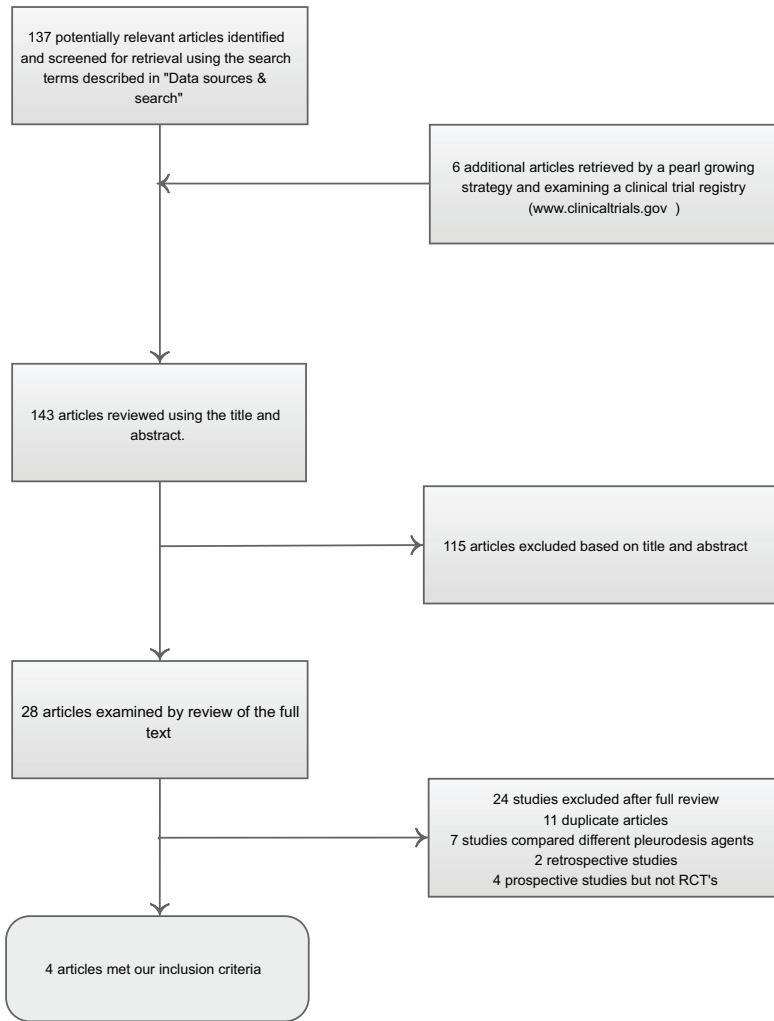 137 potentially relevant articles identified
and screened for retrieval using the search
terms described in "Data sources &
search"
6 additional articles retrieved by a pearl growing
strategy and examining a clinical trial registry
(www.clinicaltrials.gov )
143 articles reviewed using the title and
abstract.
115 articles excluded based on title and abstract
28 articles examined by review of the full
text
24 studies excluded after full review
11 duplicate articles
7 studies compared different pleurodesis agents
2 retrospective studies
4 prospective studies but not RCT's
4 articles met our inclusion criteria